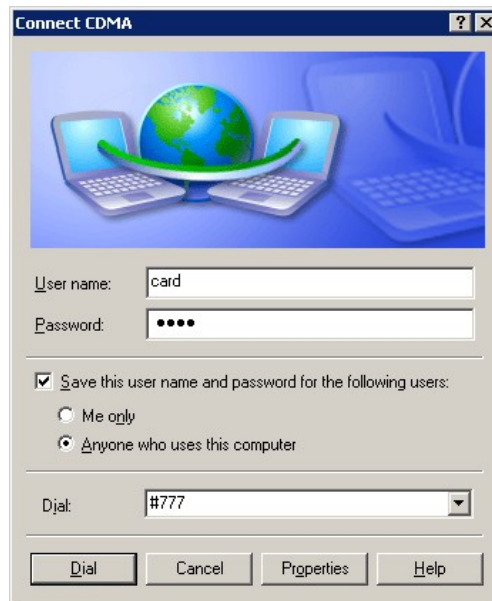 Connect CDMA
User name: card
Password: ••••
Save this user name and password for the following users:
Me only
Anyone who uses this computer
Dial: #777
Dial Cancel Properties Help